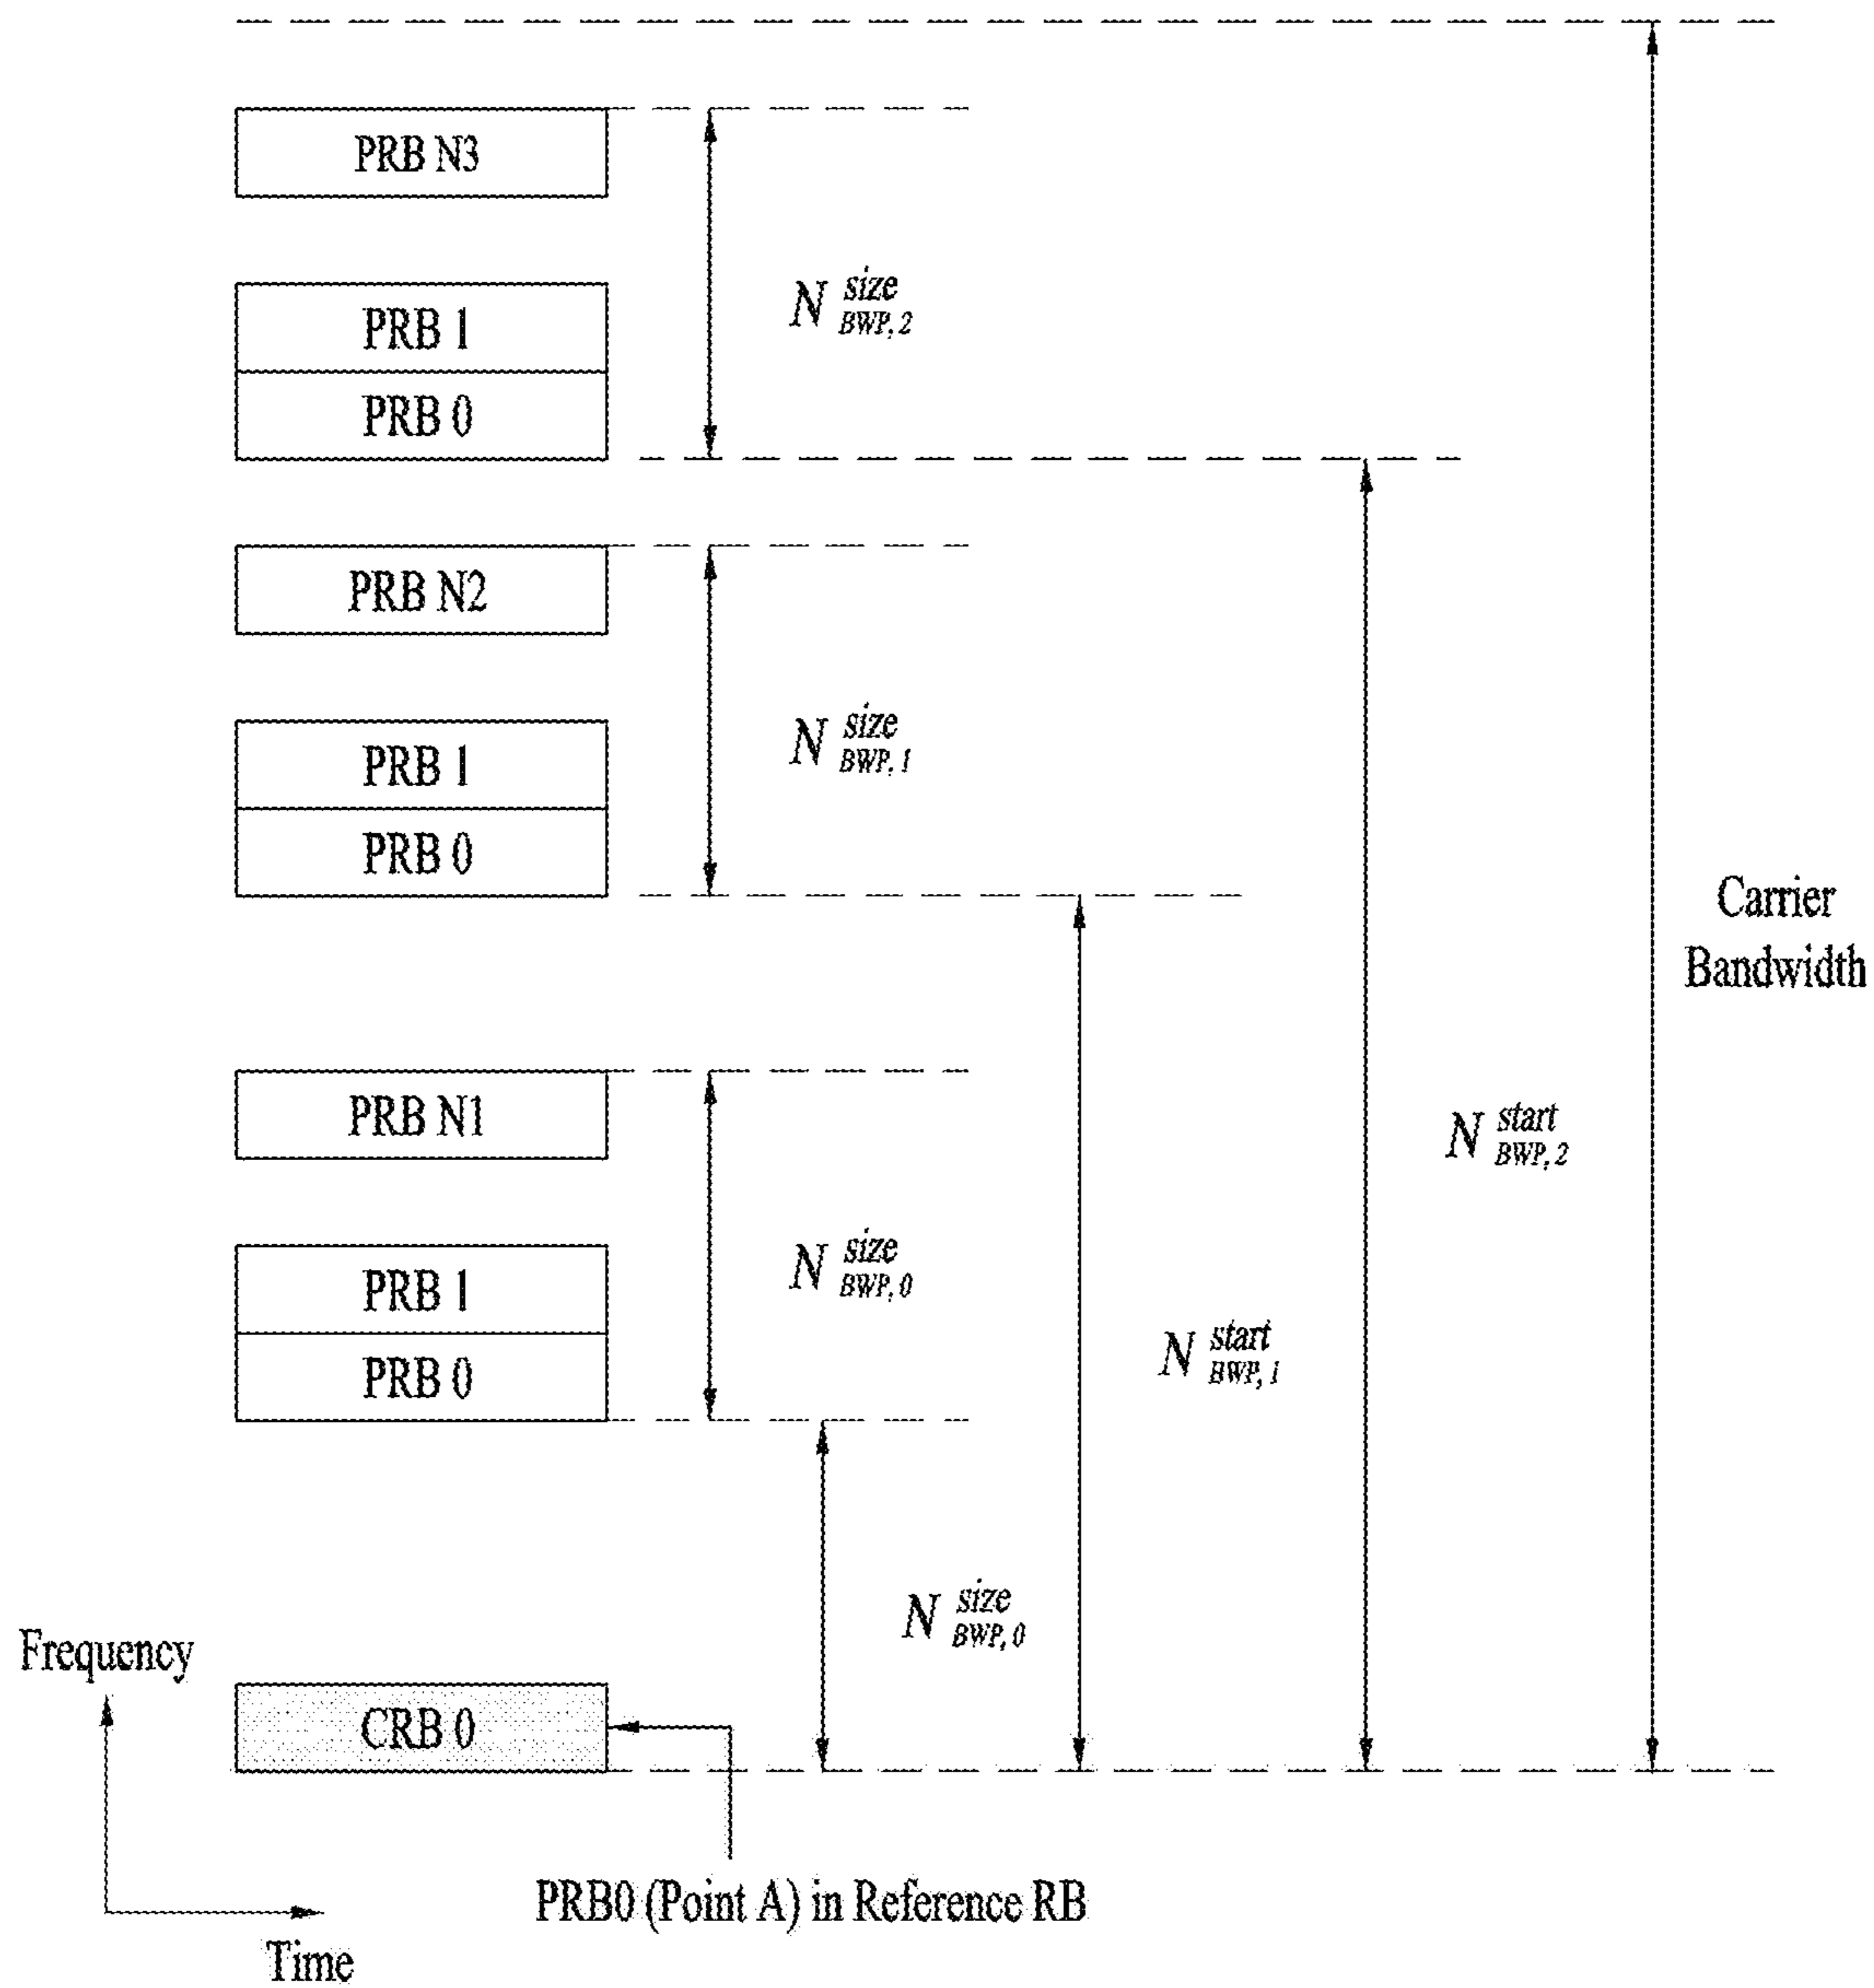 PRB N3
PRB 1
PRB 0
N size BWP, 2
PRB N2
PRB 1
PRB 0
N size BWP, 1
Carrier
Bandwidth
PRB N1
PRB 1
PRB 0
N size BWP, 0
N start BWP, 2
N start BWP, 1
N size BWP, 0
Frequency
CRB 0
PRB0 (Point A) in Reference RB
Time